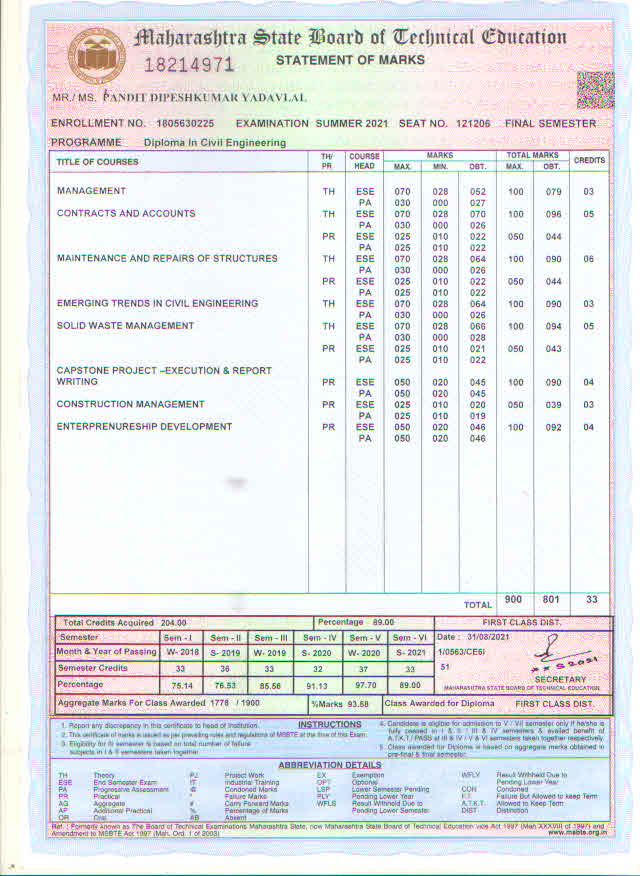 Maharashtra State Board of Technical Education
18214971
STATEMENT OF MARKS
MR./ MS. PANDIT DIPESHKUMAR YADAVLAL
ENROLLMENT NO. 1805630225 EXAMINATION SUMMER 2021 SEAT NO. 121206 FINAL SEMESTER
PROGRAMME Diploma In Civil Engineering
TITLE OF COURSES TH/ PR COURSE HEAD MARKS MAX. MIN. OBT. TOTAL MARKS MAX. OBT. CREDITS
MANAGEMENT TH ESE 070 028 052 100 079 03
PA 030 000 027
CONTRACTS AND ACCOUNTS TH ESE 070 028 070 100 096 05
PA 030 000 026
PR ESE 025 010 022 050 044
PA 025 010 022
MAINTENANCE AND REPAIRS OF STRUCTURES TH ESE 070 028 064 100 090 06
PA 030 000 026
PR ESE 025 010 022 050 044
PA 025 010 022
EMERGING TRENDS IN CIVIL ENGINEERING TH ESE 070 028 064 100 090 03
PA 030 000 026
SOLID WASTE MANAGEMENT TH ESE 070 028 066 100 094 05
PA 030 000 028
PR ESE 025 010 021 050 043
PA 025 010 022
CAPSTONE PROJECT –EXECUTION & REPORT
WRITING PR ESE 050 020 045 100 090 04
PA 050 020 045
CONSTRUCTION MANAGEMENT PR ESE 025 010 020 050 039 03
PA 025 010 019
ENTERPRENURESHIP DEVELOPMENT PR ESE 050 020 046 100 092 04
PA 050 020 046
TOTAL 900 801 33
Total Credits Acquired 204.00 Percentage 89.00 FIRST CLASS DIST.
Semester Sem - I Sem - II Sem - III Sem - IV Sem - V Sem - VI Date : 31/08/2021
Month & Year of Passing W- 2018 S- 2019 W- 2019 S- 2020 W- 2020 S- 2021 1/0563/CE6I
Semester Credits 33 36 33 32 37 33 51
Percentage 75.14 76.53 85.56 91.13 97.70 89.00
SECRETARY
MAHARASHTRA STATE BOARD OF TECHNICAL EDUCATION
Aggregate Marks For Class Awarded 1778 / 1900 %Marks 93.58 Class Awarded for Diploma FIRST CLASS DIST.
INSTRUCTIONS
1. Report any discrepancy in this certificate to head of Institution.
2. This certificate of marks is issued as per prevailing rules and regulations of MSBTE at the time of this Exam.
3. Eligibility for III semester is based on total number of failure
subjects in I & II semesters taken together.
4. Candidate is eligible for admission to V / VII semester only if he/she is
fully passed in I & II / III & IV semesters & availed benefit of
A.T.K.T./ PASS at III & IV / V & VI semesters taken together respectively.
5. Class awarded for Diploma is based on aggregate marks obtained in
pre-final & final semester.
ABBREVIATION DETAILS
TH Theory PJ Project Work EX Exemption WFLY Result Withheld Due to
ESE End Semester Exam IT Industrial Training OPT Optional Pending Lower Year
PA Progressive Assessment @ Condoned Marks LSP Lower Semester Pending CON Condoned
PR Practical * Failure Marks PLY Pending Lower Year F.T. Failure But Allowed to keep Term
AG Aggregate # Carry Forward Marks WFLS Result Withheld Due to A.T.K.T. Allowed to Keep Term
AP Additional Practical % Percentage of Marks Pending Lower Semester DIST. Distinction
OR Oral AB Absent
Ref. : Formerly known as The Board of Technical Examinations Maharashtra State, now Maharashtra State Board of Technical Education vide Act 1997 (Mah. XXXVIII of 1997) and
Amendment to MSBTE Act 1997 (Mah. Ord. 1 of 2003) www.msbte.org.in